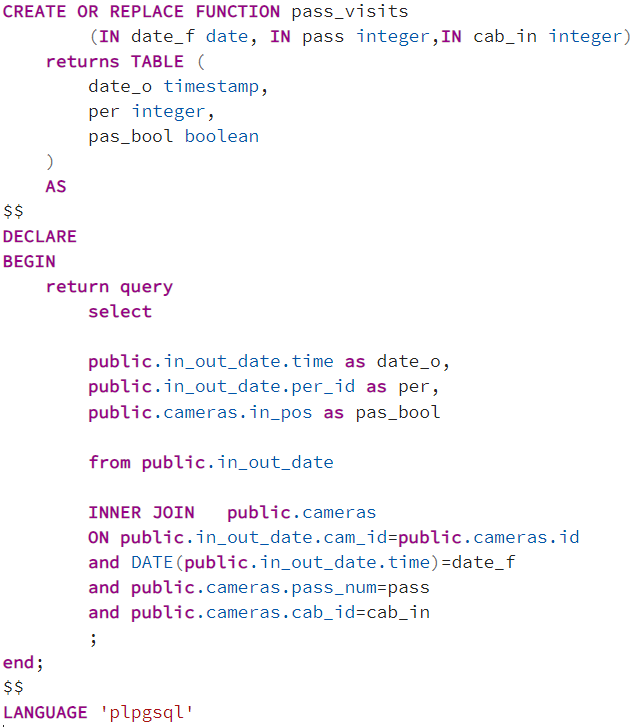 CREATE OR REPLACE FUNCTION pass_visits
(IN date_f date, IN pass integer,IN cab_in integer)
returns TABLE (
date_o timestamp,
per integer,
pas_bool boolean
)
AS
$$
DECLARE
BEGIN
return query
select
public.in_out_date.time as date_o,
public.in_out_date.per_id as per,
public.cameras.in_pos as pas_bool
from public.in_out_date
INNER JOIN   public.cameras
ON public.in_out_date.cam_id=public.cameras.id
and DATE(public.in_out_date.time)=date_f
and public.cameras.pass_num=pass
and public.cameras.cab_id=cab_in
;
end;
$$
LANGUAGE 'plpgsql'